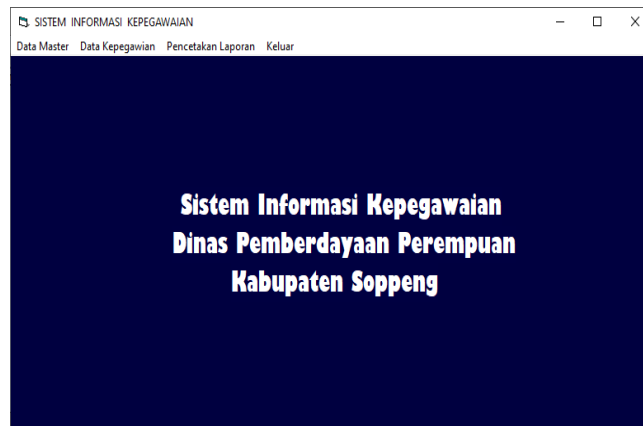 SISTEM INFORMASI KEPEGAWAIAN
Data Master Data Kepegawian Pencetakan Laporan Keluar
Sistem Informasi Kepegawaian
Dinas Pemberdayaan Perempuan
Kabupaten Soppeng